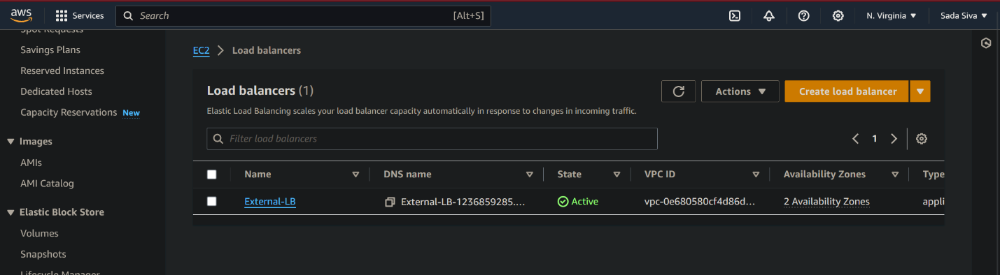 aws Services Search [Alt+S] N. Virginia Sada Siva
Spot Requests
Savings Plans
Reserved Instances
Dedicated Hosts
Capacity Reservations New
Images
AMIs
AMI Catalog
Elastic Block Store
Volumes
Snapshots
Lifecycle Manager
EC2 Load balancers
Load balancers (1)
Actions
Create load balancer
Elastic Load Balancing scales your load balancer capacity automatically in response to changes in incoming traffic.
Filter load balancers
1
Name DNS name State VPC ID Availability Zones Type
External-LB External-LB-1236859285.... Active vpc-0e680580cf4d86d... 2 Availability Zones appli